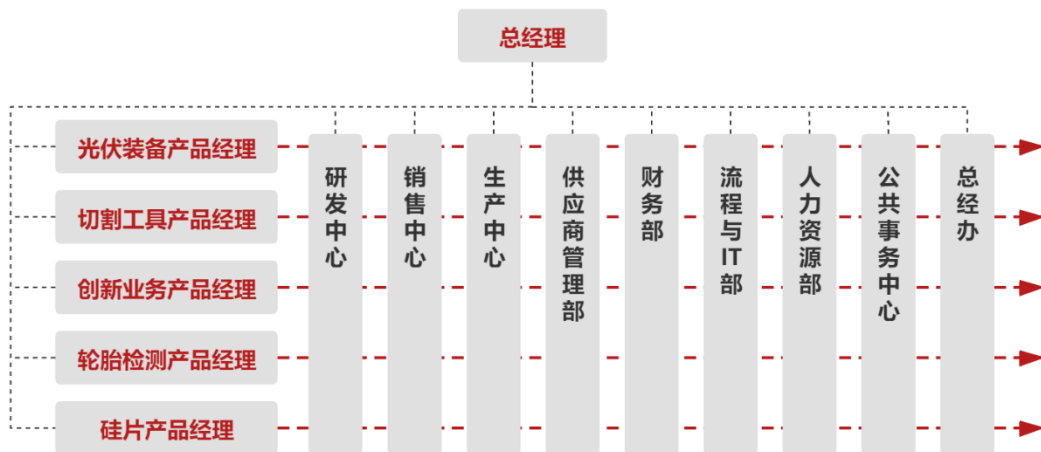 总经理
光伏装备产品经理
切割工具产品经理
创新业务产品经理
轮胎检测产品经理
硅片产品经理
研发中心
销售中心
生产中心
供应商管理部
财务部
流程与IT部
人力资源部
公共事务中心
总经办